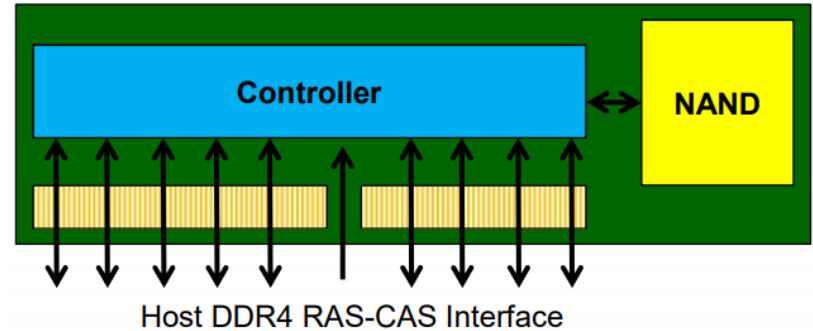 Controller
NAND
Host DDR4 RAS-CAS Interface